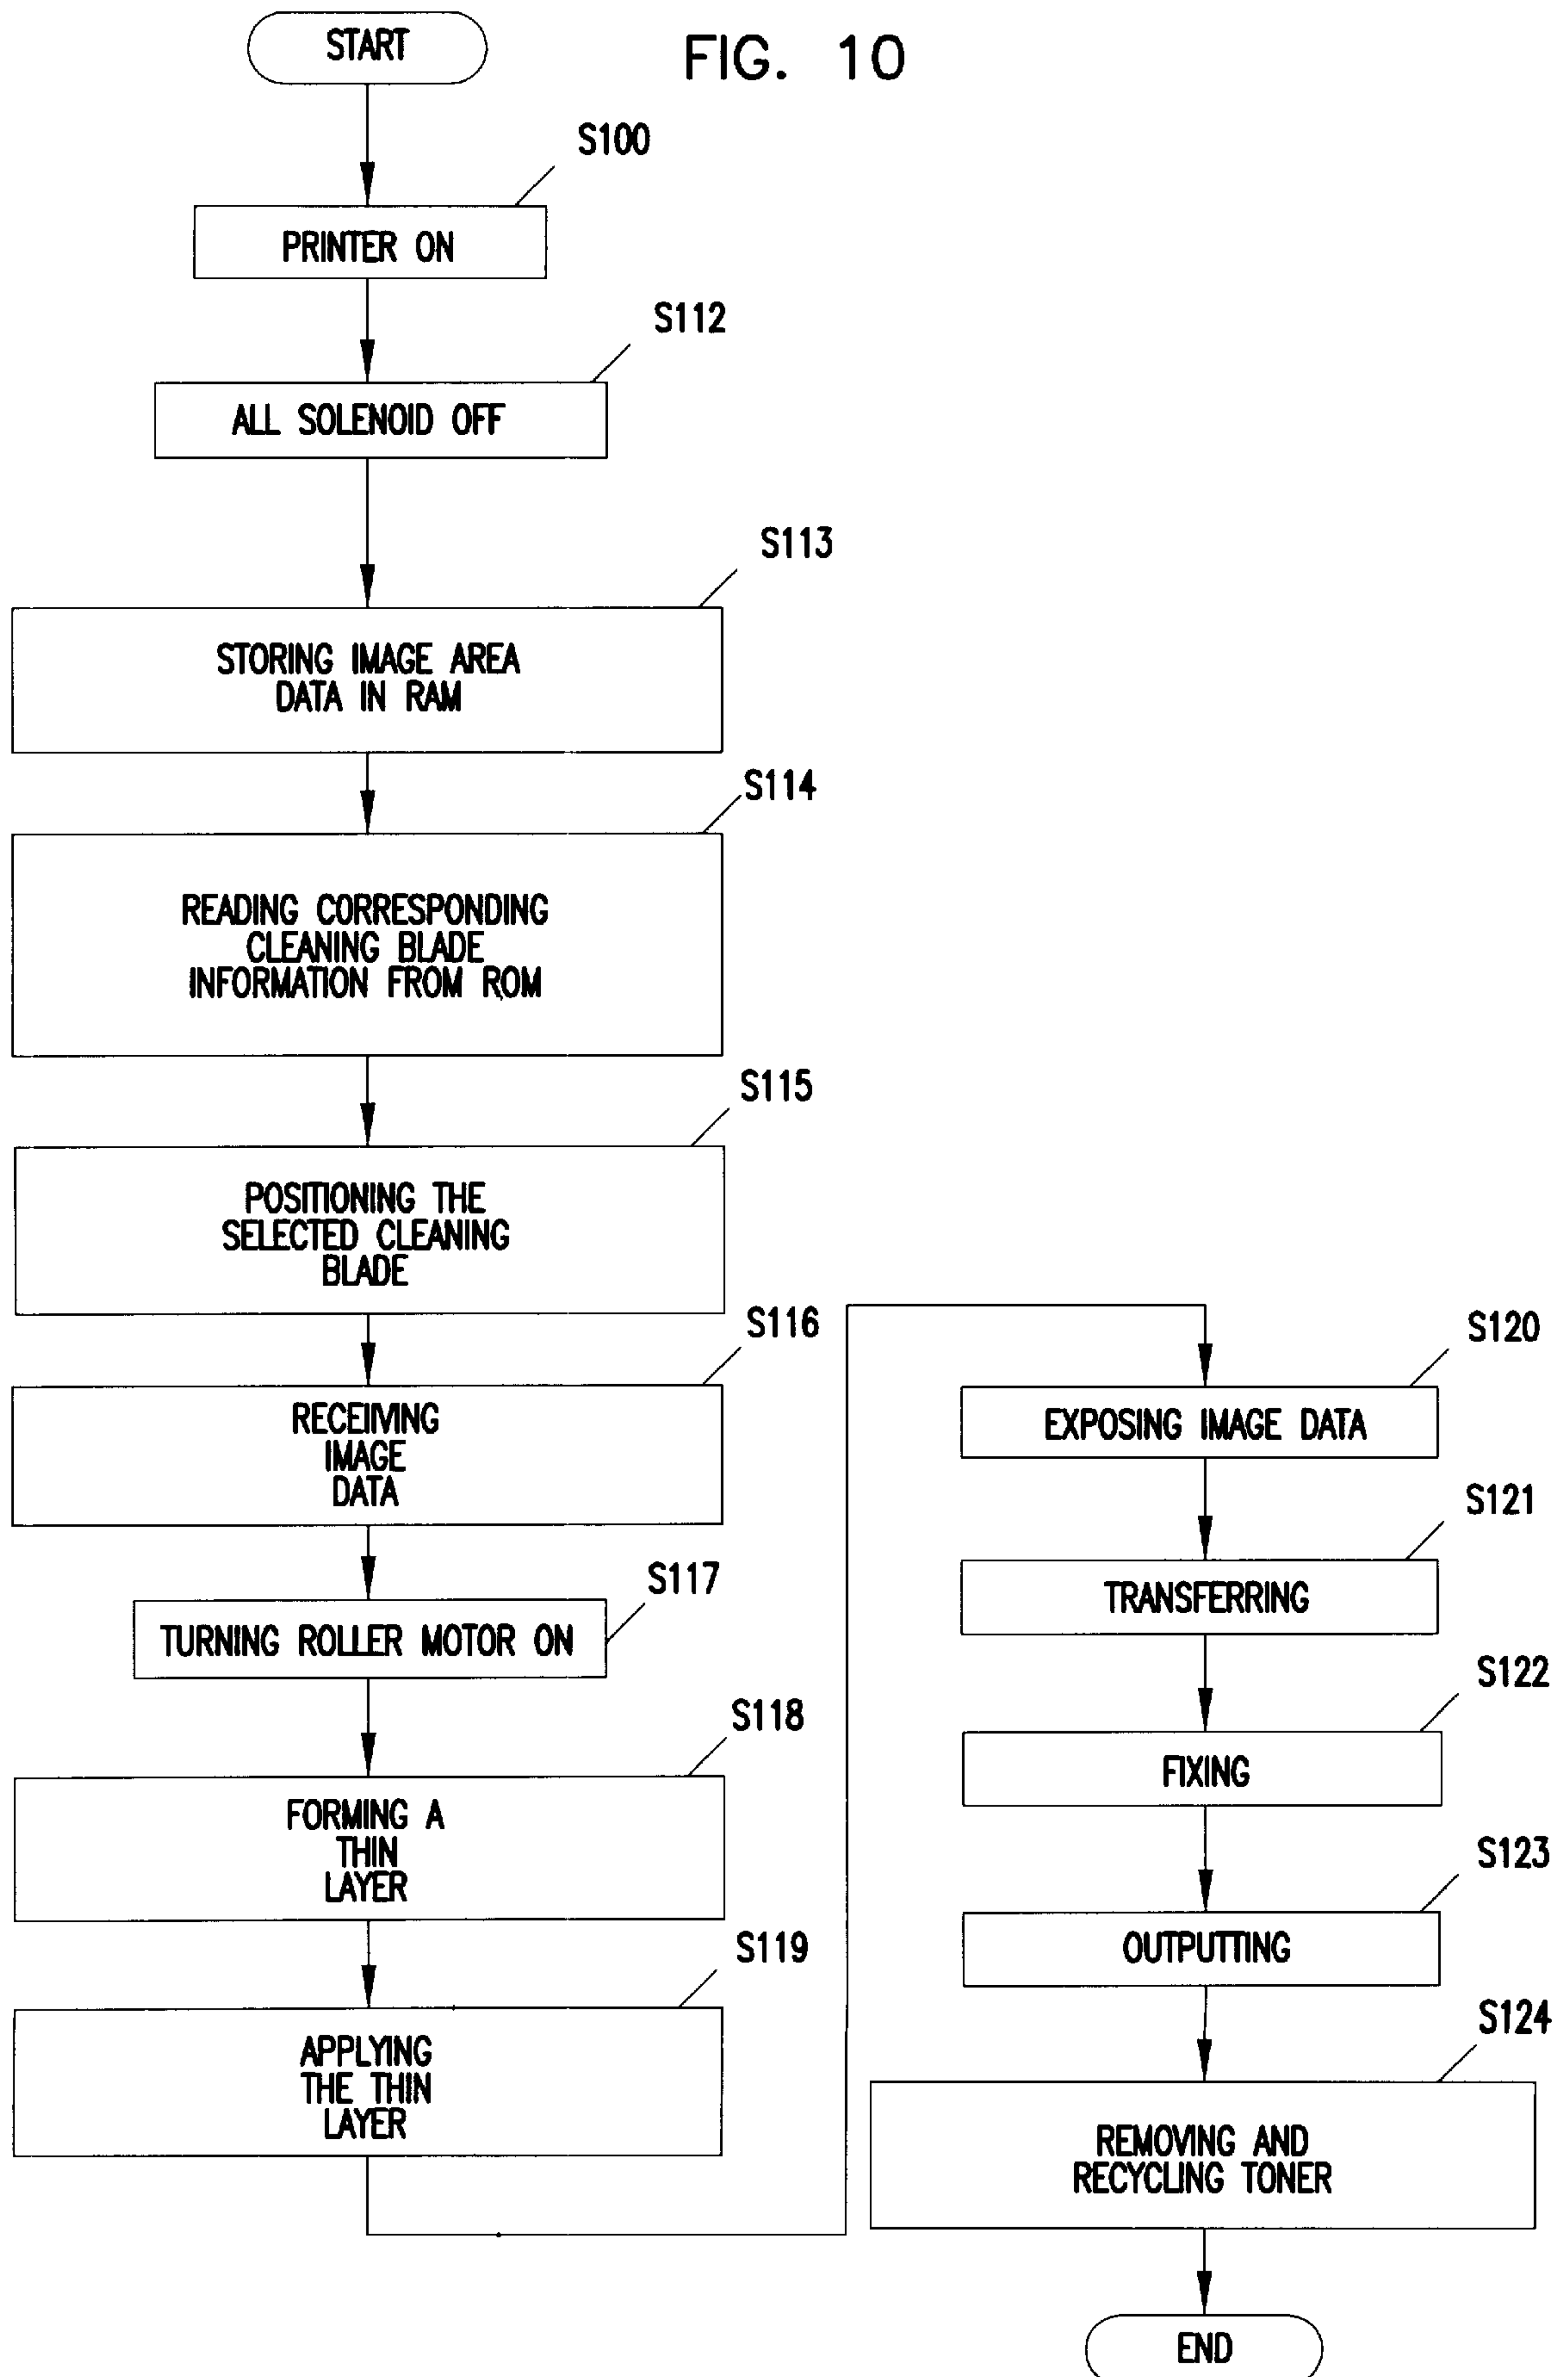 START
FIG. 10
S100
PRINTER ON
S112
ALL SOLENOID OFF
S113
STORING IMAGE AREA
DATA IN RAM
S114
READING CORRESPONDING
CLEANING BLADE
INFORMATION FROM ROM
S115
POSITIONING THE
SELECTED CLEANING
BLADE
S116
RECEIVING
IMAGE
DATA
S117
TURNING ROLLER MOTOR ON
S118
FORMING A
THIN
LAYER
S119
APPLYING
THE THIN
LAYER
S120
EXPOSING IMAGE DATA
S121
TRANSFERRING
S122
FIXING
S123
OUTPUTTING
S124
REMOVING AND
RECYCLING TONER
END